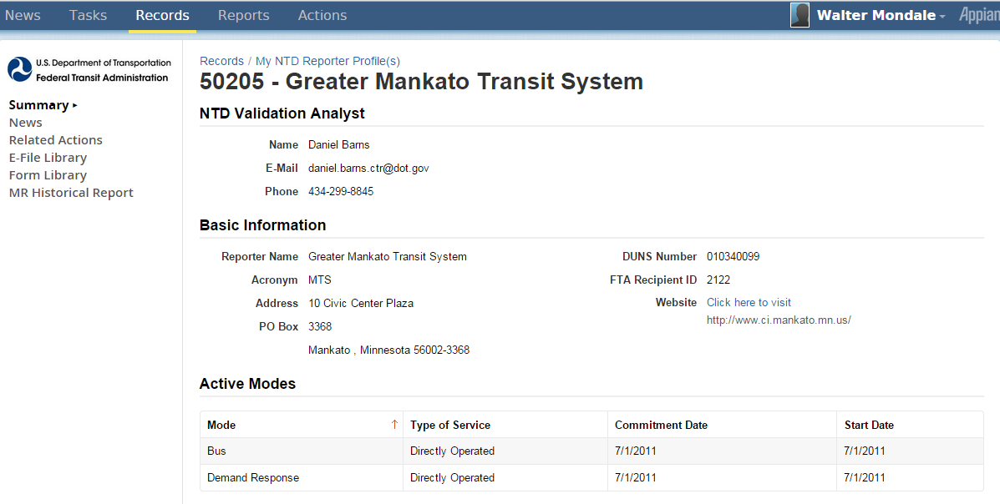 News Tasks Records Reports Actions Walter Mondale Appian
U.S. Department of Transportation
Federal Transit Administration
Summary ▸
News
Related Actions
E-File Library
Form Library
MR Historical Report
Records / My NTD Reporter Profile(s)
50205 - Greater Mankato Transit System
NTD Validation Analyst
Name Daniel Barns
E-Mail daniel.barns.ctr@dot.gov
Phone 434-299-8845
Basic Information
Reporter Name Greater Mankato Transit System DUNS Number 010340099
Acronym MTS FTA Recipient ID 2122
Address 10 Civic Center Plaza Website Click here to visit
http://www.ci.mankato.mn.us/
PO Box 3368
Mankato , Minnesota 56002-3368
Active Modes
Mode ↑ Type of Service Commitment Date Start Date
Bus Directly Operated 7/1/2011 7/1/2011
Demand Response Directly Operated 7/1/2011 7/1/2011